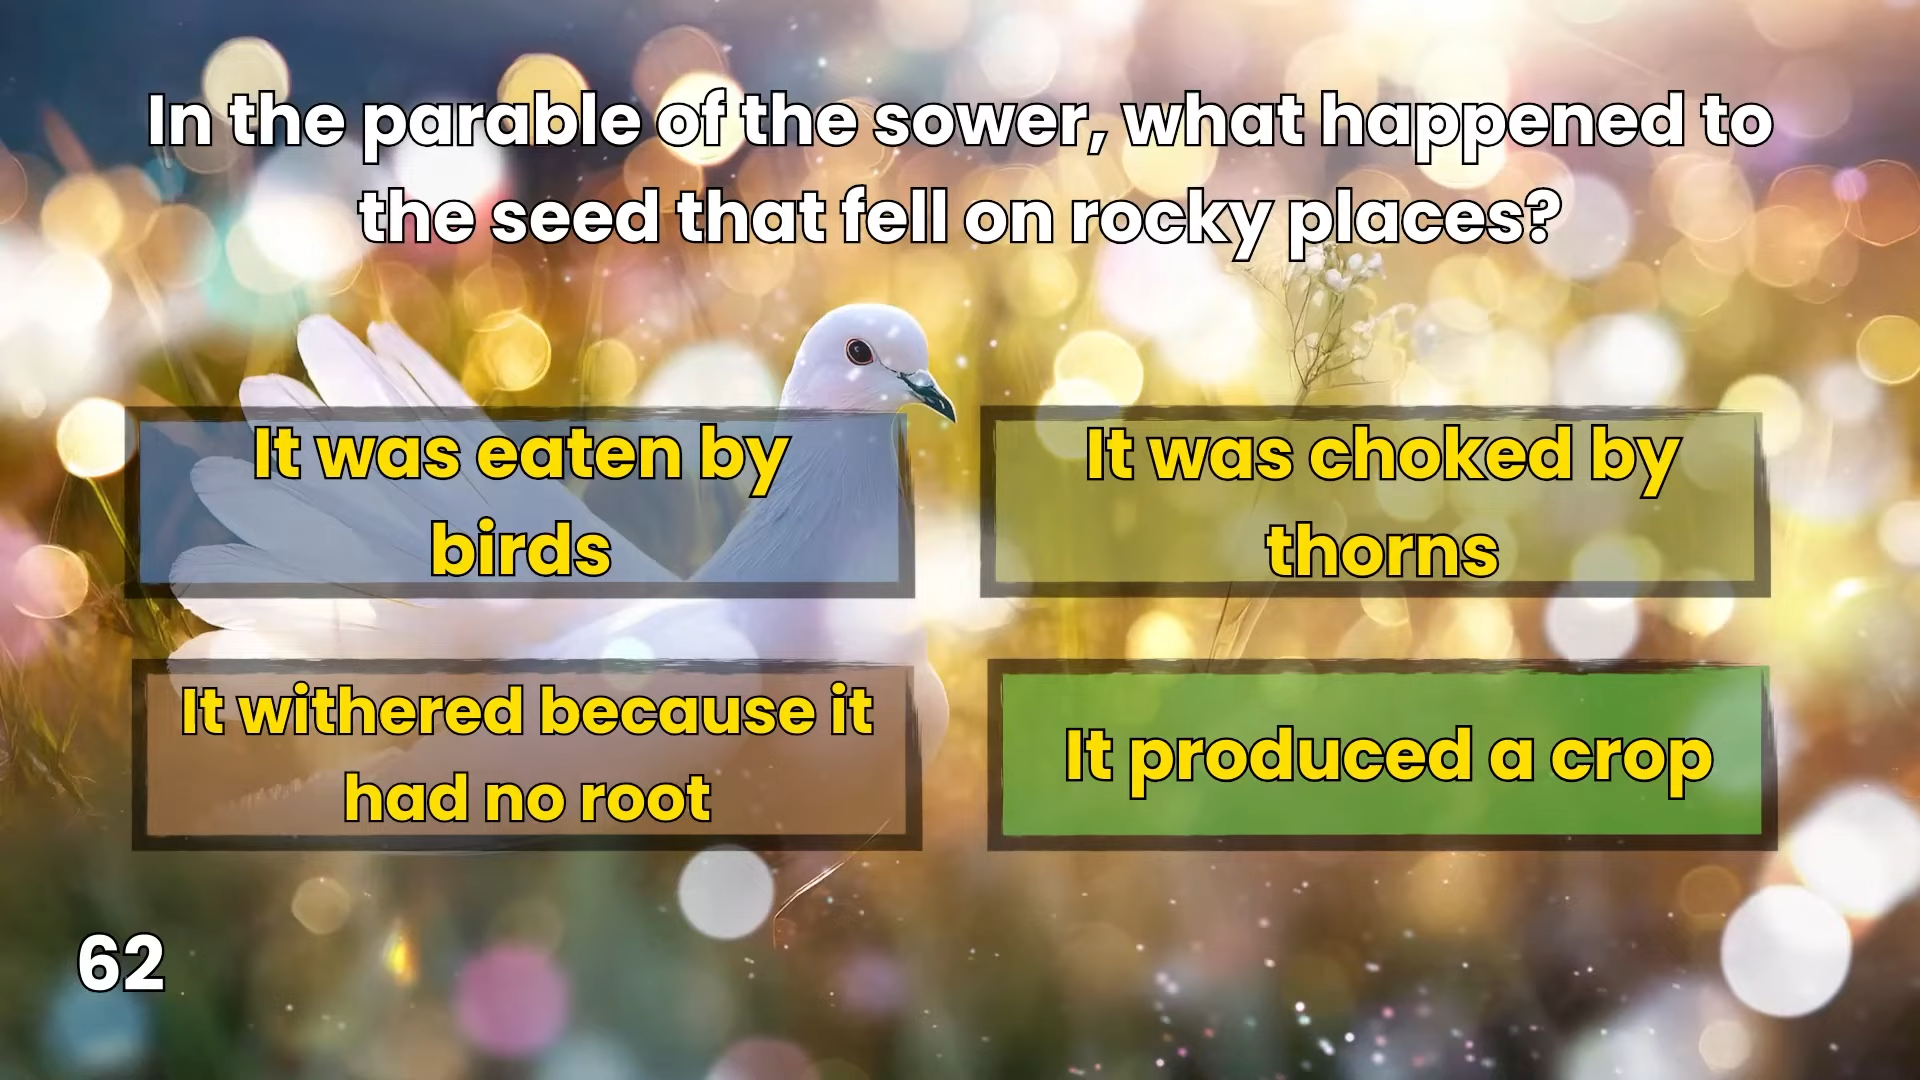 In the parable of the sower, what happened to
the seed that fell on rocky places?
It was eaten by
birds
It was choked by
thorns
It withered because it
had no root
It produced a crop
62